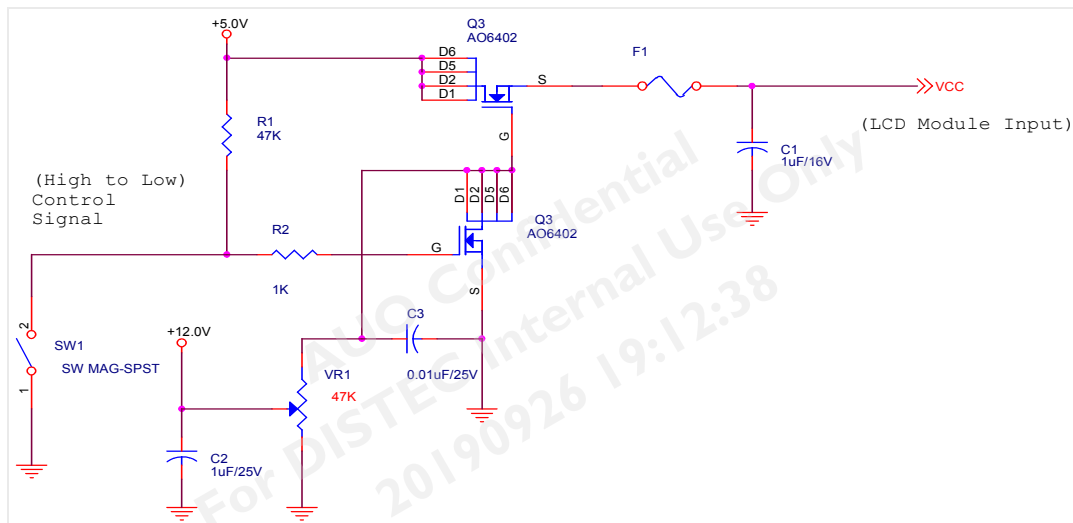 +5.0V
Q3
AO6402
D6
D5
D2
D1
S
G
F1
VCC
(LCD Module Input)
R1
47K
C1
1uF/16V
(High to Low)
Control
Signal
D1
D2
D5
D6
Q3
AO6402
R2
1K
G
S
+12.0V
C3
0.01uF/25V
2
SW1
SW MAG-SPST
1
VR1
47K
C2
1uF/25V
AUO Confidential
For DISTEC Internal Use Only
20190926 19:12:38